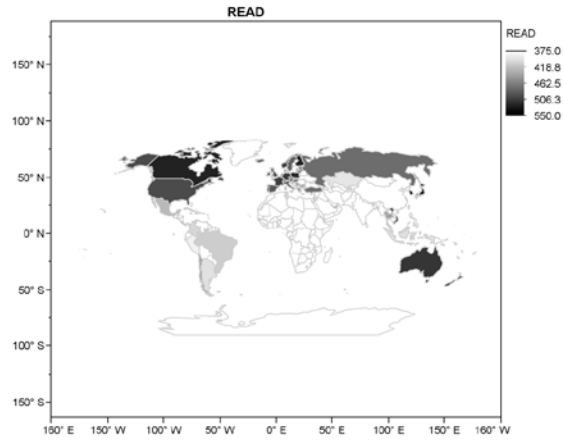 READ
READ
375.0
418.8
462.5
506.3
550.0
150° N
100° N
50° N
0° N
50° S
100° S
150° S
150° E
150° W
100° W
50° W
0° E
50° E
100° E
150° E
160° W